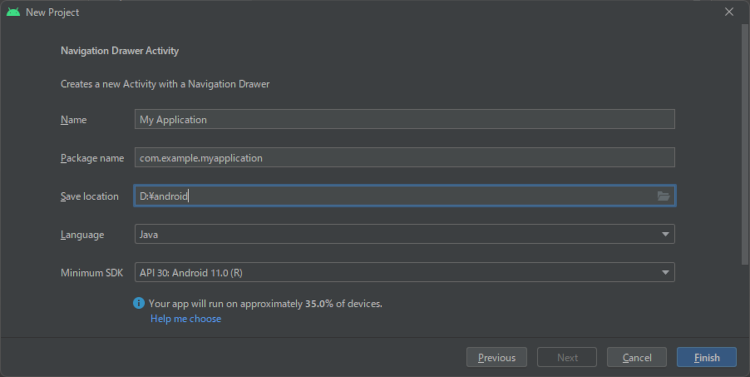 New Project
Navigation Drawer Activity
Creates a new Activity with a Navigation Drawer
Name My Application
Package name com.example.myapplication
Save location D:¥android
Language Java
Minimum SDK API 30: Android 11.0 (R)
Your app will run on approximately 35.0% of devices.
Help me choose
Previous Next Cancel Finish